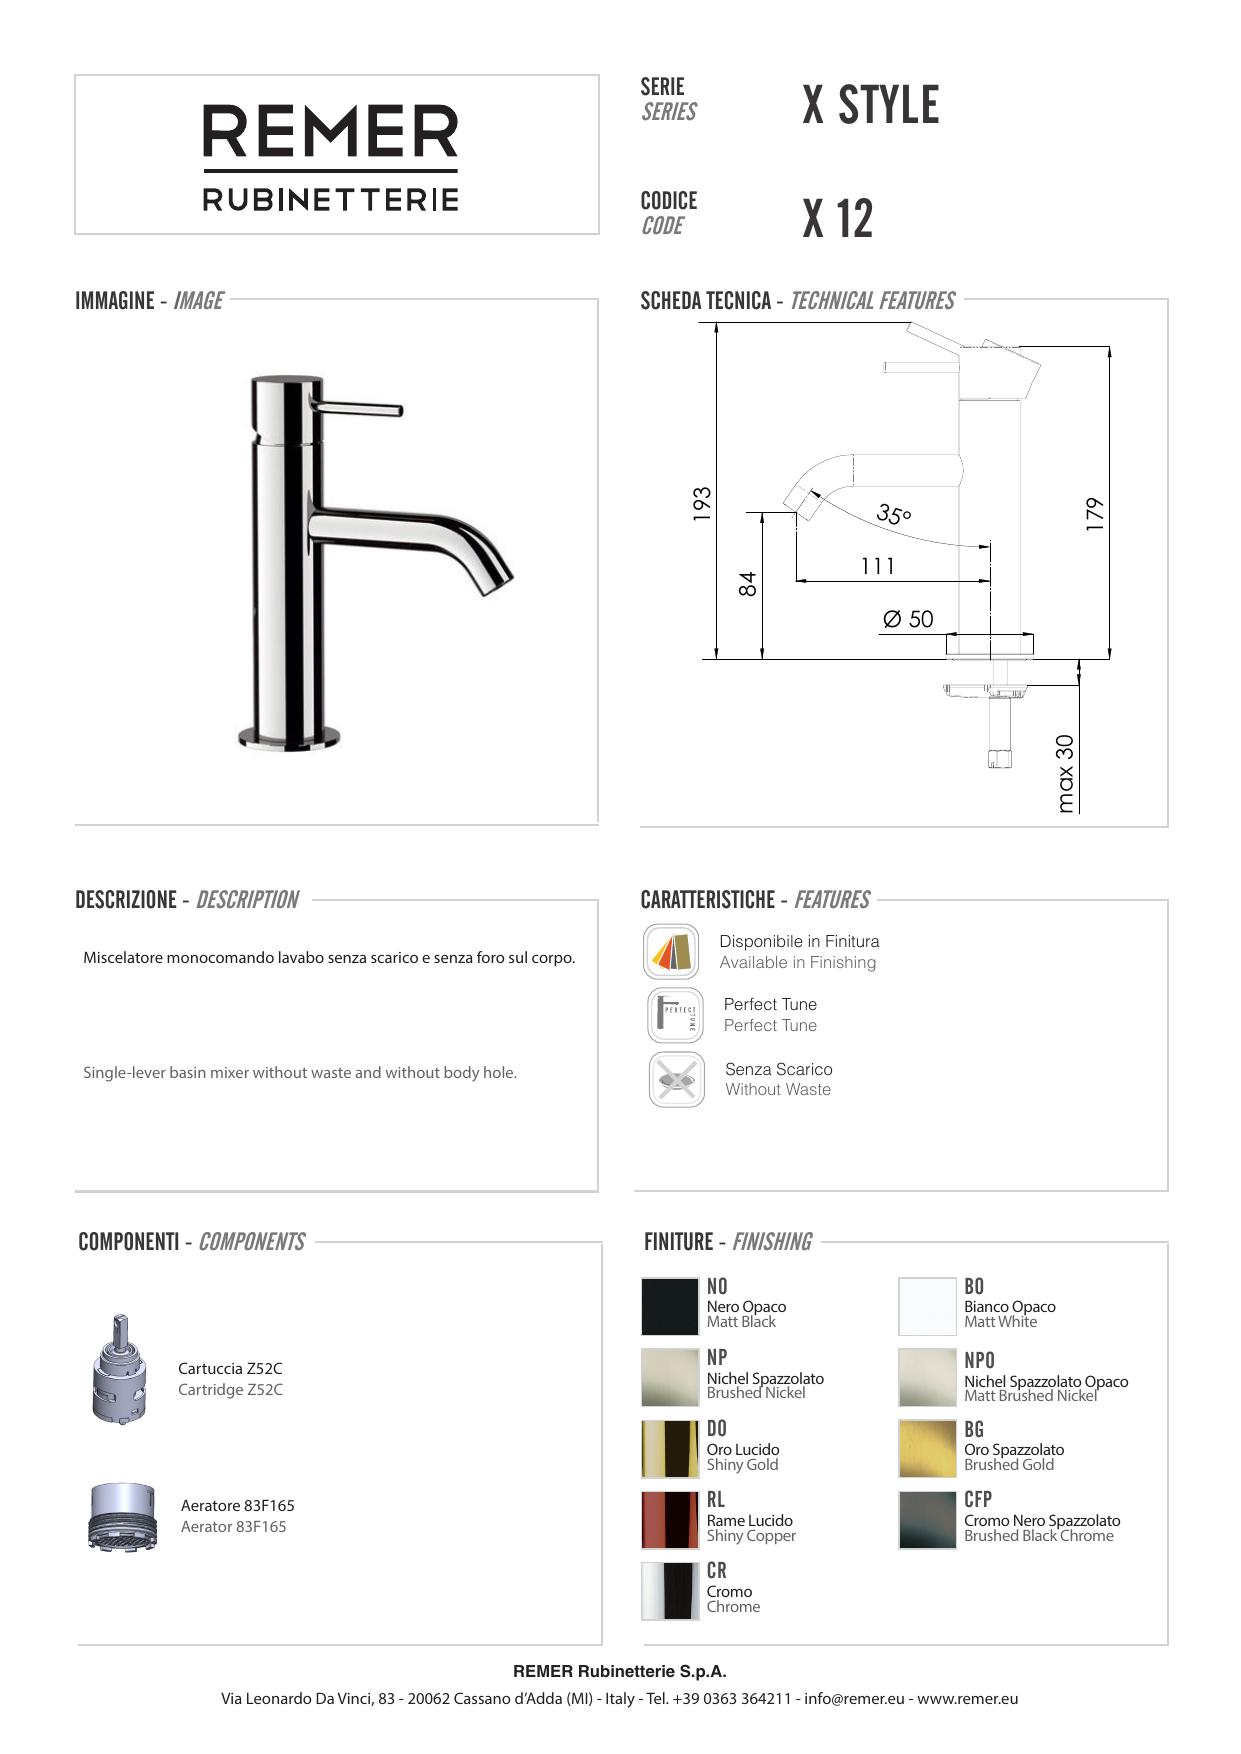 REMER
RUBINETTERIE
SERIE
SERIES
X STYLE
CODICE
CODE
X 12
IMMAGINE - IMAGE
SCHEDA TECNICA - TECHNICAL FEATURES
193
179
35°
84
111
Ø 50
max 30
DESCRIZIONE - DESCRIPTION
Miscelatore monocomando lavabo senza scarico e senza foro sul corpo.
Single-lever basin mixer without waste and without body hole.
CARATTERISTICHE - FEATURES
Disponibile in Finitura
Available in Finishing
PERFECT
TUNE
Perfect Tune
Perfect Tune
Senza Scarico
Without Waste
COMPONENTI - COMPONENTS
Cartuccia Z52C
Cartridge Z52C
Aeratore 83F165
Aerator 83F165
FINITURE - FINISHING
NO
Nero Opaco
Matt Black
BO
Bianco Opaco
Matt White
NP
Nichel Spazzolato
Brushed Nickel
NPO
Nichel Spazzolato Opaco
Matt Brushed Nickel
DO
Oro Lucido
Shiny Gold
BG
Oro Spazzolato
Brushed Gold
RL
Rame Lucido
Shiny Copper
CFP
Cromo Nero Spazzolato
Brushed Black Chrome
CR
Cromo
Chrome
REMER Rubinetterie S.p.A.
Via Leonardo Da Vinci, 83 - 20062 Cassano d’Adda (MI) - Italy - Tel. +39 0363 364211 - info@remer.eu - www.remer.eu